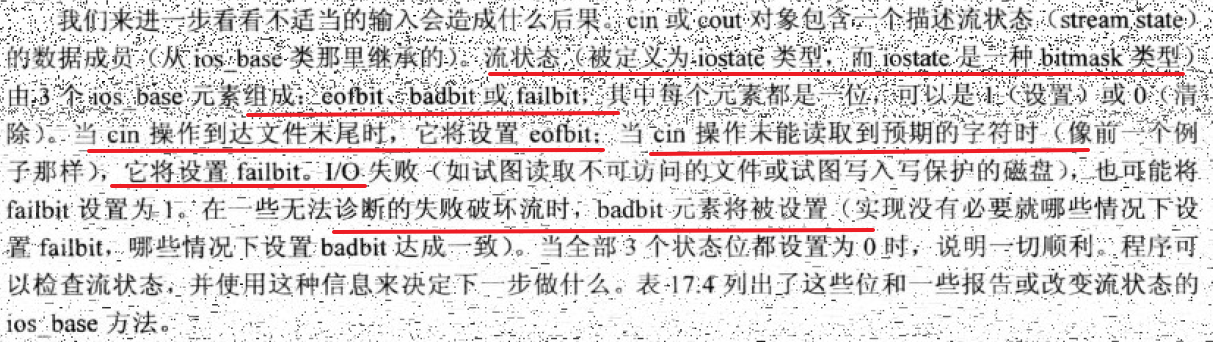 我们来进一步看看不适当的输入会造成什么后果。cin 或 cout 对象包含一个描述流状态（stream state）
的数据成员（从 ios_base 类那里继承的）。流状态（被定义为 iostate 类型，而 iostate 是一种 bitmask 类型）
由 3 个 ios_base 元素组成：eofbit、badbit 或 failbit，其中每个元素都是一位，可以是 1（设置）或 0（清
除）。当 cin 操作到达文件末尾时，它将设置 eofbit；当 cin 操作未能读取到预期的字符时（像前一个例
子那样），它将设置 failbit。I/O 失败（如试图读取不可访问的文件或试图写入写保护的磁盘），也可能将
failbit 设置为 1。在一些无法诊断的失败破坏流时，badbit 元素将被设置（实现没有必要就哪些情况下设
置 failbit，哪些情况下设置 badbit 达成一致）。当全部 3 个状态位都设置为 0 时，说明一切顺利。程序可
以检查流状态，并使用这种信息来决定下一步做什么。表 17.4 列出了这些位和一些报告或改变流状态的
ios_base 方法。